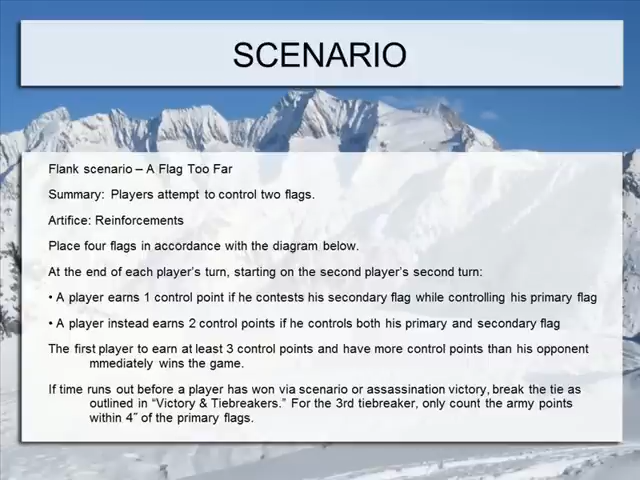 SCENARIO
Flank scenario – A Flag Too Far
Summary: Players attempt to control two flags.
Artifice: Reinforcements
Place four flags in accordance with the diagram below.
At the end of each player’s turn, starting on the second player’s second turn:
• A player earns 1 control point if he contests his secondary flag while controlling his primary flag
• A player instead earns 2 control points if he controls both his primary and secondary flag
The first player to earn at least 3 control points and have more control points than his opponent
mmediately wins the game.
If time runs out before a player has won via scenario or assassination victory, break the tie as
outlined in “Victory & Tiebreakers.” For the 3rd tiebreaker, only count the army points
within 4˝ of the primary flags.